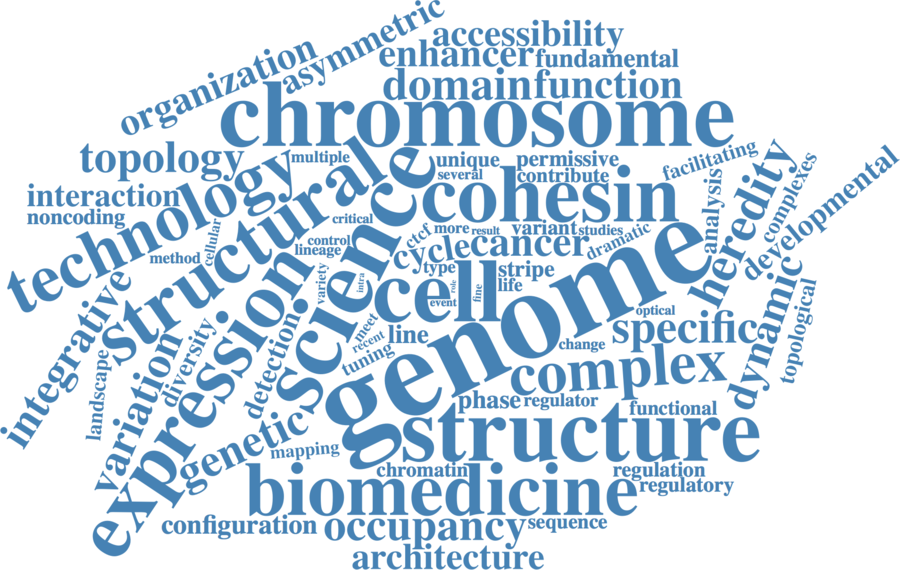 asymmetric
accessibility
organization
enhancer
fundamental
domain
function
chromosome
topology
multiple
unique
permissive
facilitating
heredity
complexes
developmental
interaction
technology
structural
science
several
contribute
cohesin
analysis
noncoding
critical
ctcf
more
result
variant
studies
dramatic
method
cellular
control
lineage
cycle
cancer
genome
dynamic
topological
integrative
expression
variety
intra
type
role
stripe
life
cell
event
fine
optical
specific
landscape
variation
diversity
detection
meet
recent
line
tuning
change
complex
phase
regulator
functional
genetic
mapping
structure
chromatin
regulation
biomedicine
regulatory
configuration
occupancy
sequence
architecture